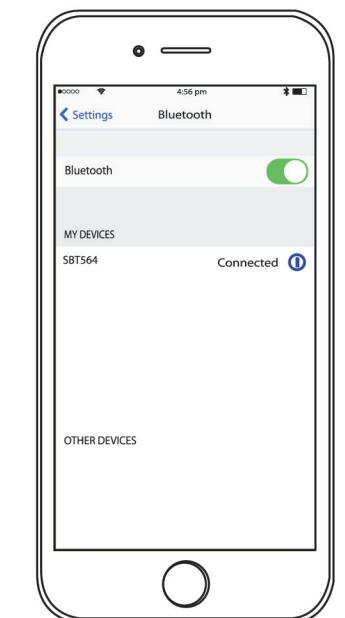 4:56 pm
Settings Bluetooth
Bluetooth
MY DEVICES
SBT564 Connected
OTHER DEVICES